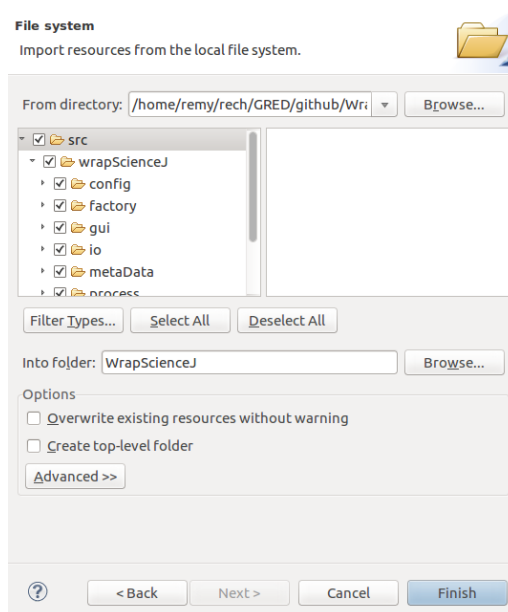 File system
Import resources from the local file system.
From directory: /home/remy/rech/GRED/github/Wra Browse...
src
wrapScienceJ
config
factory
gui
io
metaData
process
Filter Types... Select All Deselect All
Into folder: WrapScienceJ Browse...
Options
Overwrite existing resources without warning
Create top-level folder
Advanced >>
? < Back Next > Cancel Finish